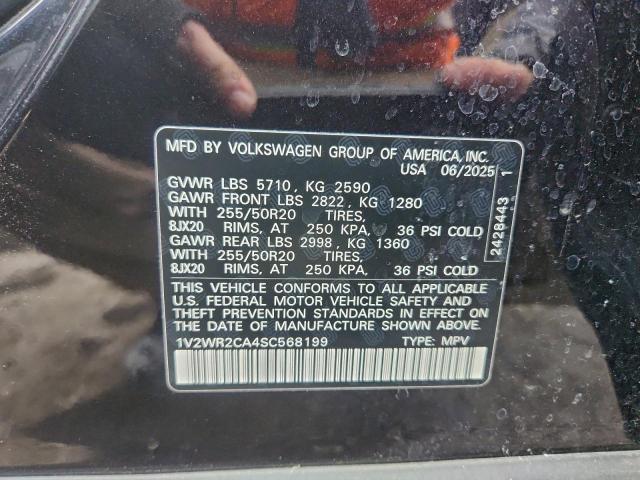 MFD BY VOLKSWAGEN GROUP OF AMERICA, INC.
USA 06/2025
GVWR LBS 5710, KG 2590
GAWR FRONT LBS 2822, KG 1280
WITH 255/50R20 TIRES,
8JX20 RIMS, AT 250 KPA, 36 PSI COLD
GAWR REAR LBS 2998, KG 1360
WITH 255/50R20 TIRES,
8JX20 RIMS, AT 250 KPA, 36 PSI COLD
THIS VEHICLE CONFORMS TO ALL APPLICABLE
U.S. FEDERAL MOTOR VEHICLE SAFETY AND
THEFT PREVENTION STANDARDS IN EFFECT ON
THE DATE OF MANUFACTURE SHOWN ABOVE.
1V2WR2CA4SC568199 TYPE: MPV
2428443 1